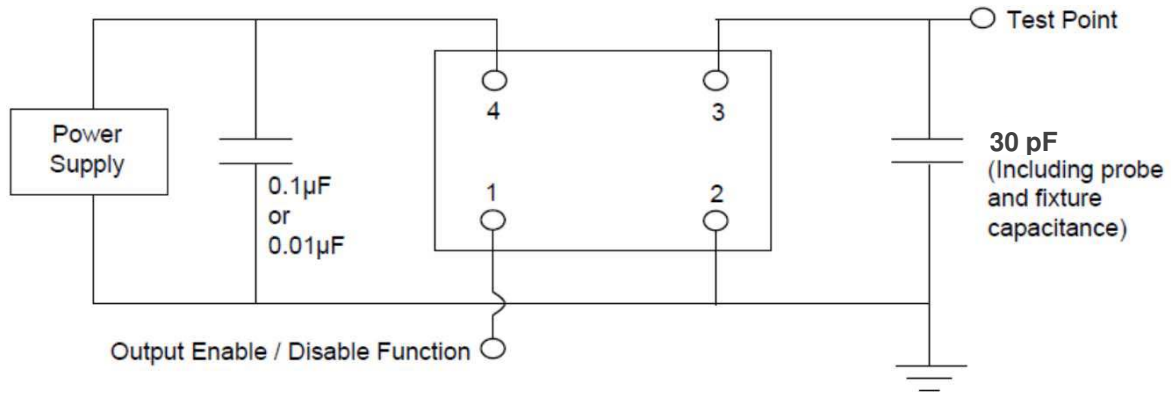 Test Point
4
3
Power
Supply
30 pF
(Including probe
and fixture
capacitance)
0.1µF
or
0.01µF
1
2
Output Enable / Disable Function